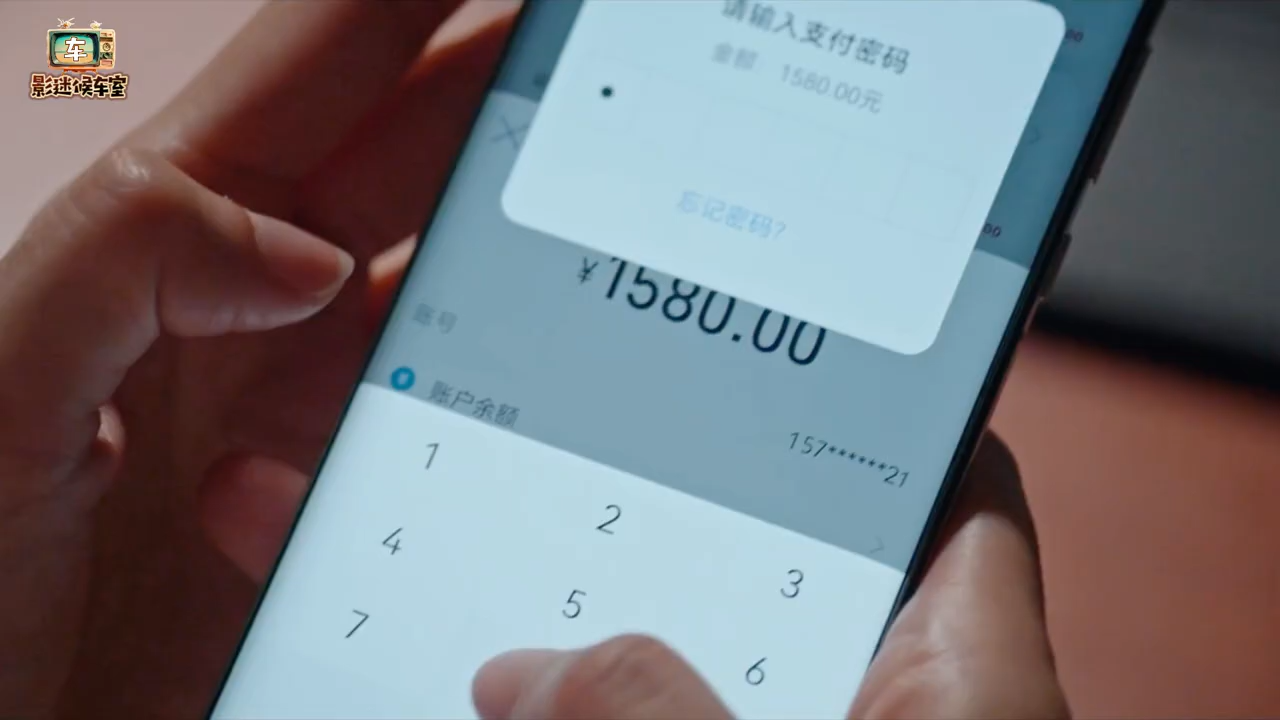 车
影迷候车室
请输入支付密码
金额 1580.00元
忘记密码?
¥1580.00
账号
157******21
账户余额
1
2
3
4
5
6
7